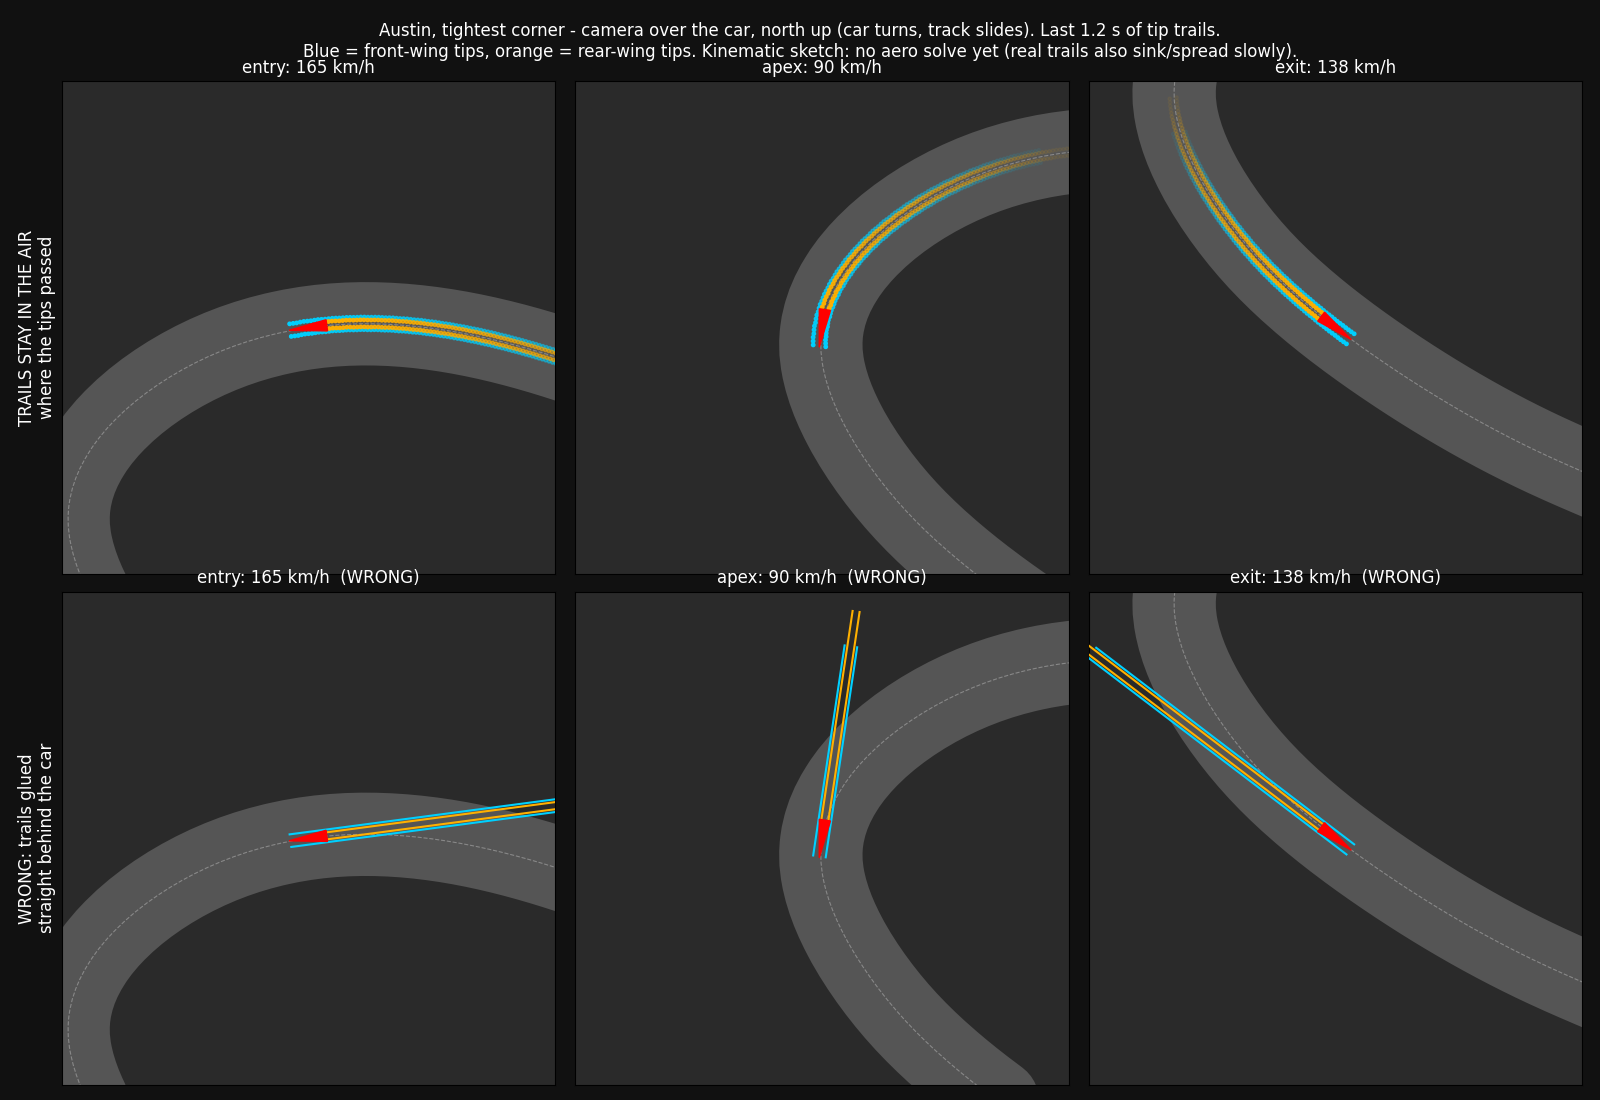 Austin, tightest corner - camera over the car, north up (car turns, track slides). Last 1.2 s of tip trails.
Blue = front-wing tips, orange = rear-wing tips. Kinematic sketch: no aero solve yet (real trails also sink/spread slowly).
entry: 165 km/h
apex: 90 km/h
exit: 138 km/h
TRAILS STAY IN THE AIR
where the tips passed
entry: 165 km/h  (WRONG)
apex: 90 km/h  (WRONG)
exit: 138 km/h  (WRONG)
WRONG: trails glued
straight behind the car